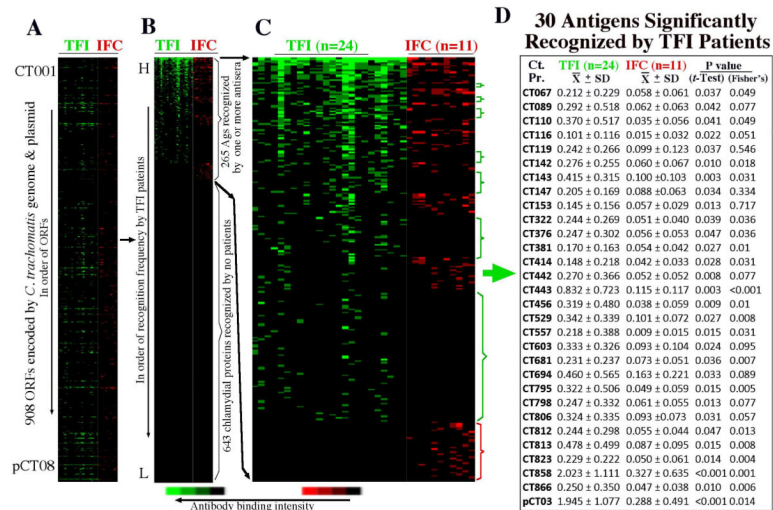 A
TFI IFC
CT001
908 ORFs encoded by C. trachomatis genome & plasmid
In order of ORFs
pCT08
B
TFI IFC
H
In order of recognition frequency by TFI pateints
L
265 Ags recognized
by one or more antisera
643 chlamydial proteins recognized by no patients
Antibody binding intensity
C
TFI (n=24) IFC (n=11)
D
30 Antigens Significantly
Recognized by TFI Patients
Ct. TFI (n=24) IFC (n=11) P value
Pr. X ± SD X ± SD (t-Test) (Fisher's)
CT067 0.212 ± 0.229 0.058 ± 0.061 0.037 0.049
CT089 0.292 ± 0.518 0.062 ± 0.063 0.042 0.077
CT110 0.370 ± 0.517 0.035 ± 0.056 0.041 0.049
CT116 0.101 ± 0.116 0.015 ± 0.032 0.022 0.051
CT119 0.242 ± 0.266 0.099 ± 0.123 0.037 0.546
CT142 0.276 ± 0.255 0.060 ± 0.067 0.010 0.018
CT143 0.415 ± 0.315 0.100 ±0.103 0.003 0.031
CT147 0.205 ± 0.169 0.088 ±0.063 0.034 0.334
CT153 0.145 ± 0.156 0.057 ± 0.029 0.013 0.717
CT322 0.244 ± 0.269 0.051 ± 0.040 0.039 0.036
CT376 0.247 ± 0.302 0.056 ± 0.053 0.047 0.036
CT381 0.170 ± 0.163 0.054 ± 0.042 0.027 0.01
CT414 0.148 ± 0.218 0.042 ± 0.033 0.028 0.031
CT442 0.270 ± 0.366 0.052 ± 0.052 0.008 0.077
CT443 0.832 ± 0.723 0.115 ± 0.117 0.003 <0.001
CT456 0.319 ± 0.480 0.038 ± 0.059 0.009 0.01
CT529 0.342 ± 0.339 0.101 ± 0.072 0.027 0.008
CT557 0.218 ± 0.388 0.009 ± 0.015 0.015 0.031
CT603 0.333 ± 0.326 0.093 ± 0.104 0.024 0.095
CT681 0.231 ± 0.237 0.073 ± 0.051 0.036 0.007
CT694 0.460 ± 0.565 0.163 ± 0.221 0.033 0.089
CT795 0.322 ± 0.506 0.049 ± 0.059 0.015 0.005
CT798 0.247 ± 0.332 0.061 ± 0.055 0.013 0.077
CT806 0.324 ± 0.335 0.093 ±0.073 0.031 0.057
CT812 0.244 ± 0.298 0.055 ± 0.044 0.047 0.013
CT813 0.478 ± 0.499 0.087 ± 0.095 0.015 0.008
CT823 0.229 ± 0.222 0.050 ± 0.061 0.014 0.004
CT858 2.023 ± 1.111 0.327 ± 0.635 <0.001 0.001
CT866 0.250 ± 0.350 0.047 ± 0.038 0.010 0.006
pCT03 1.945 ± 1.077 0.288 ± 0.491 <0.001 0.014